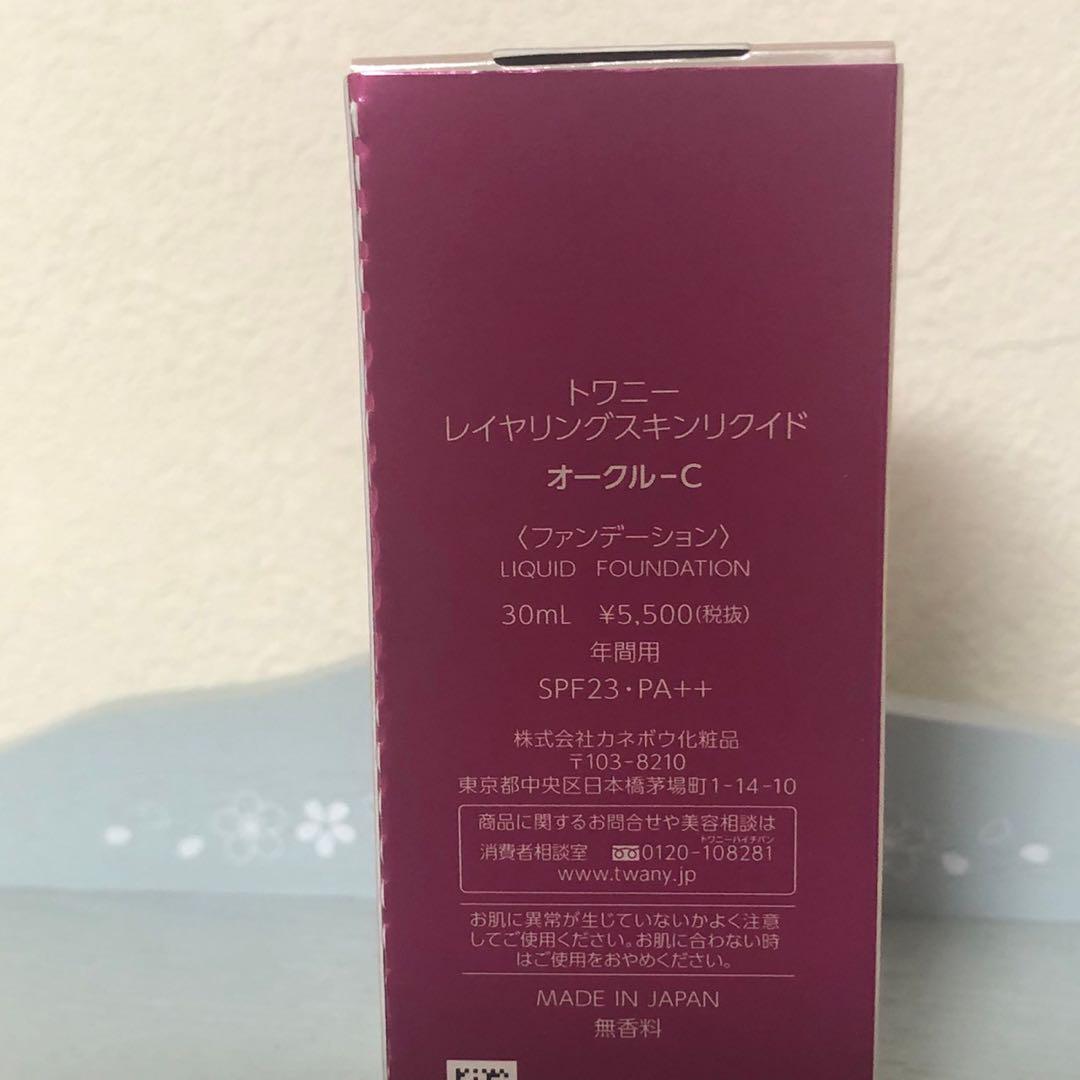 トワニー
レイヤリングスキンリクイド
オークル-C
〈ファンデーション〉
LIQUID FOUNDATION
30mL ¥5,500(税抜)
年間用
SPF23・PA++
株式会社カネボウ化粧品
〒103-8210
東京都中央区日本橋茅場町1-14-10
商品に関するお問合せや美容相談は
トワニーハイチバン
消費者相談室 0120-108281
www.twany.jp
お肌に異常が生じていないかよく注意
してご使用ください。お肌に合わない時
はご使用をおやめください。
MADE IN JAPAN
無香料